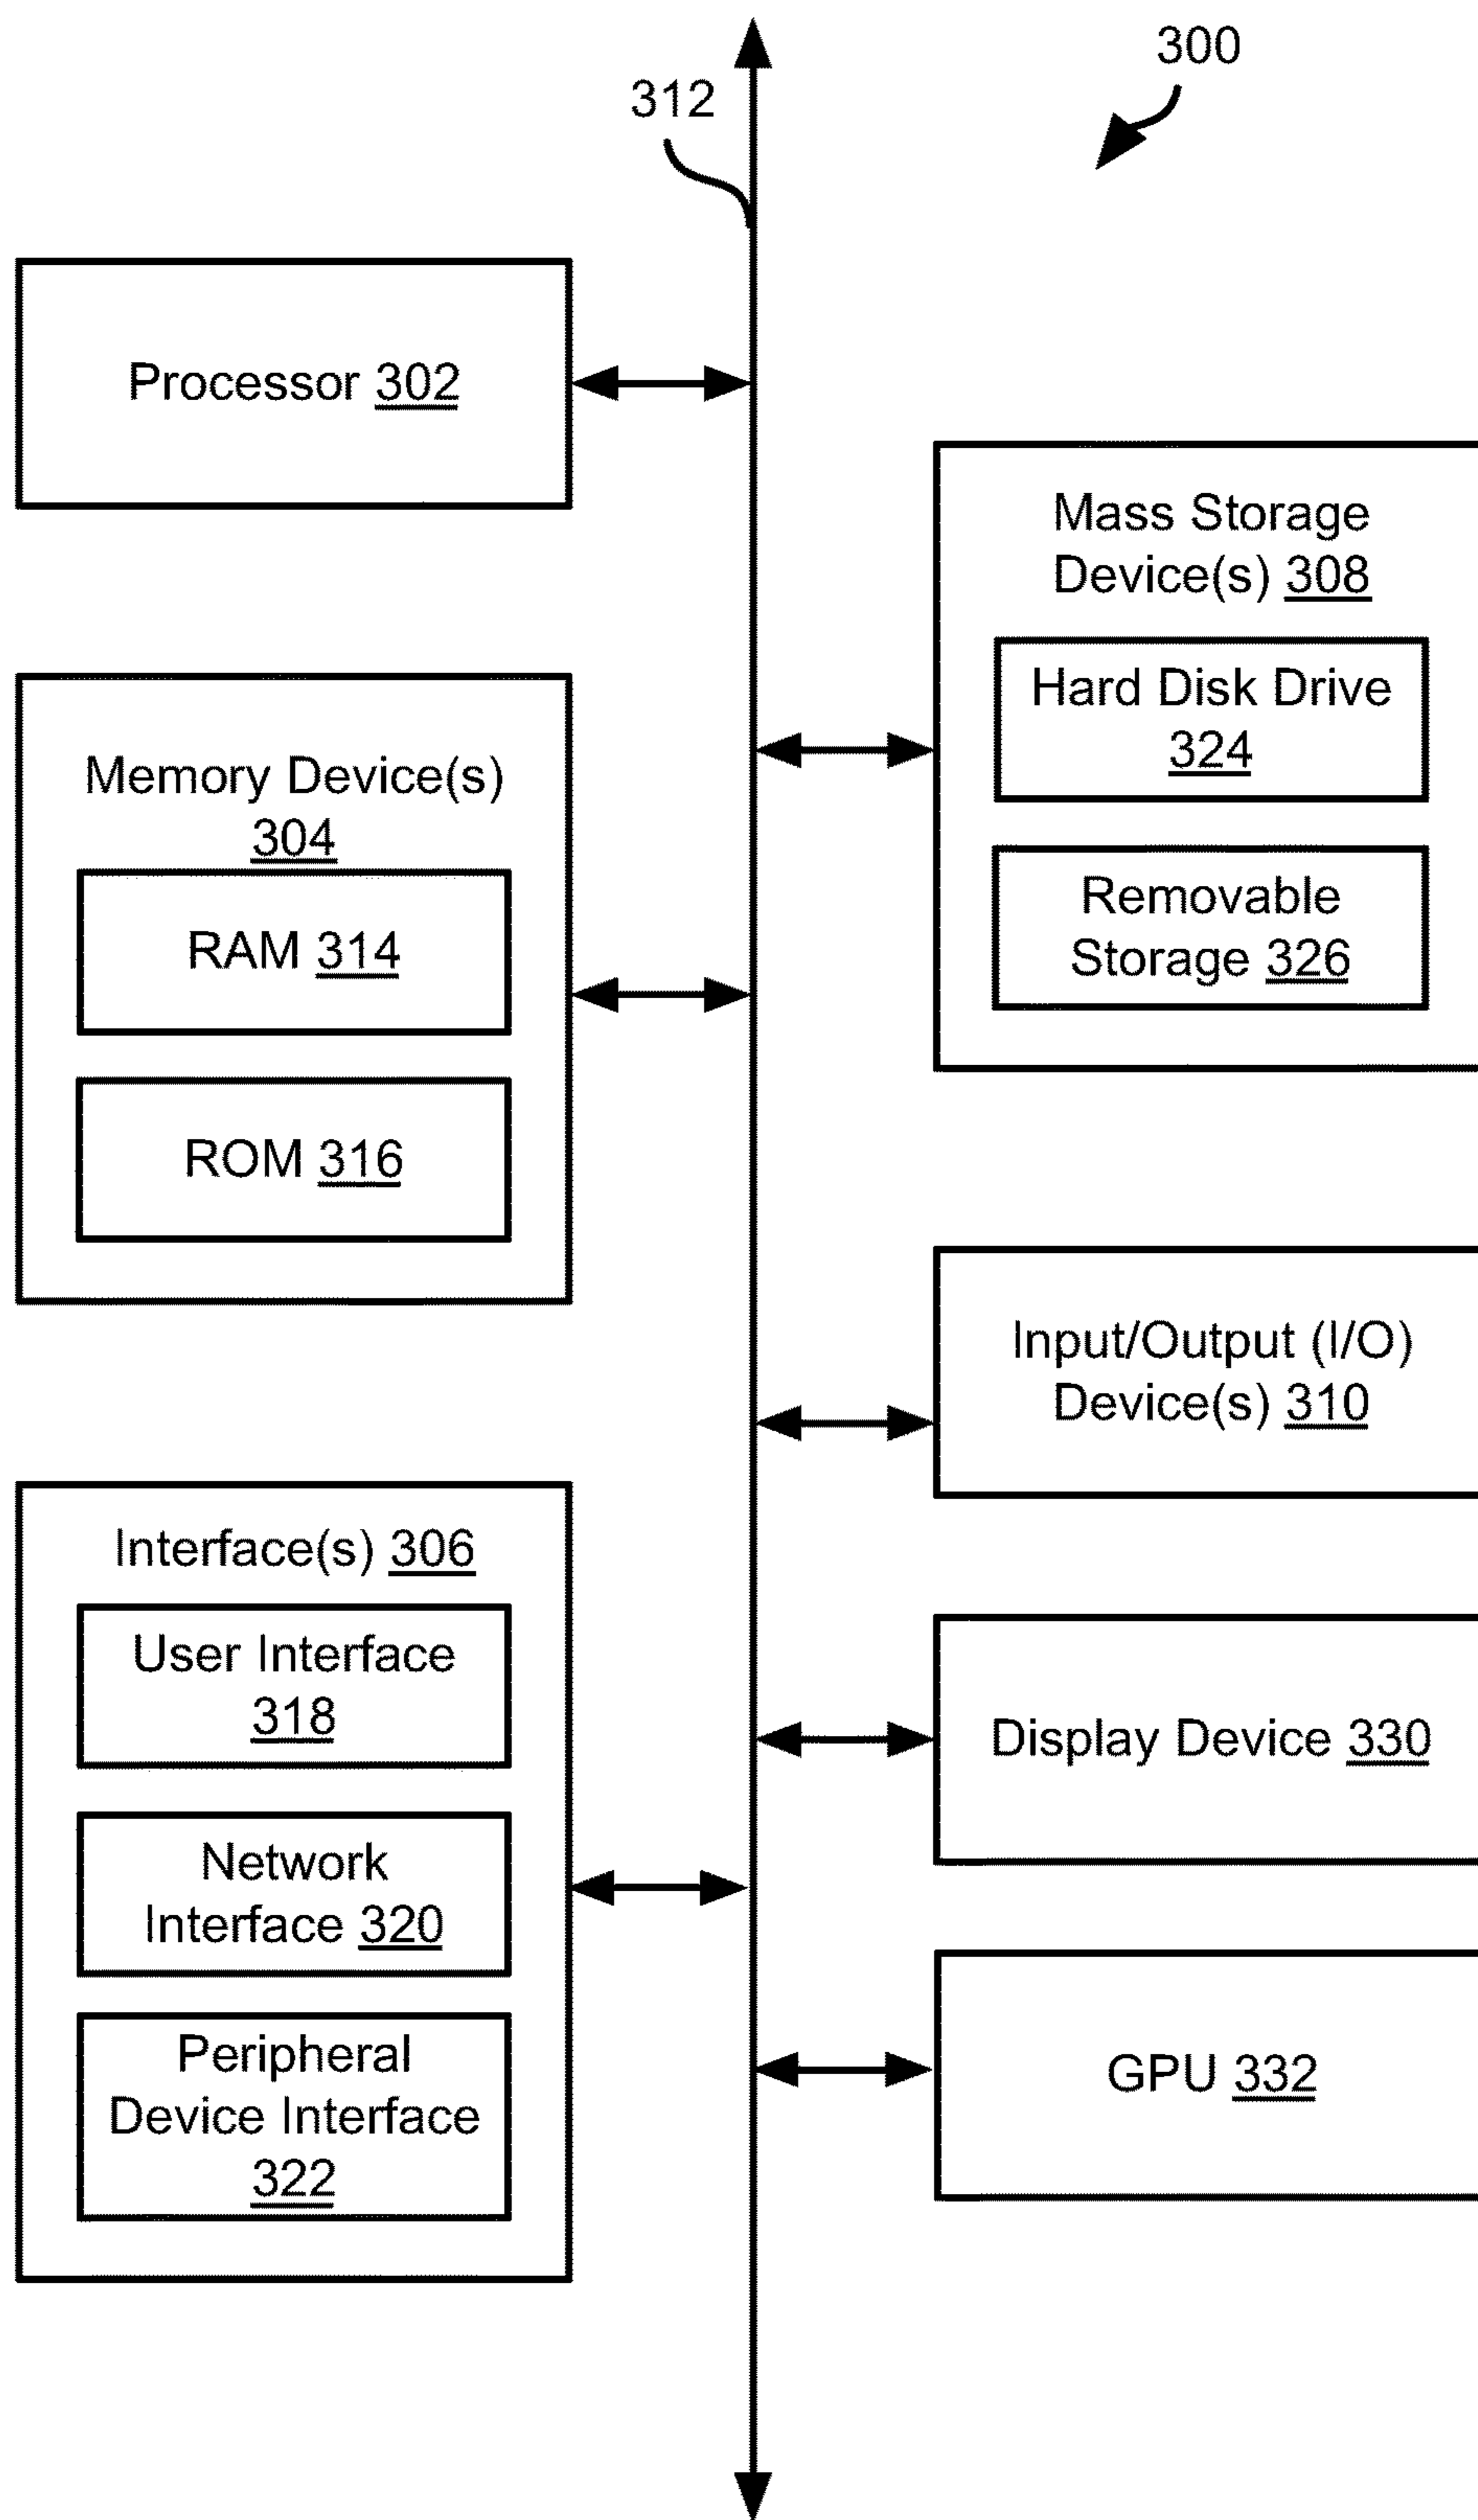 300
312
Processor 302
Mass Storage
Device(s) 308
Hard Disk Drive
324
Removable
Storage 326
Memory Device(s)
304
RAM 314
ROM 316
Input/Output (I/O)
Device(s) 310
Interface(s) 306
User Interface
318
Network
Interface 320
Peripheral
Device Interface
322
Display Device 330
GPU 332